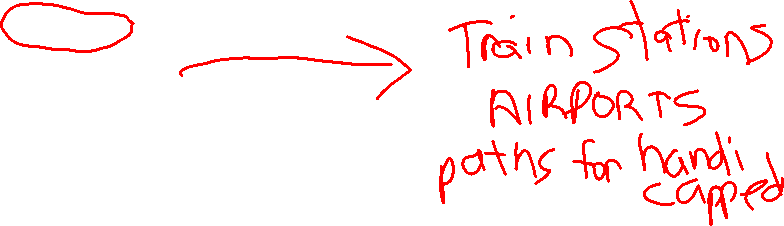 Train stations
AIRPORTS
paths for handi
capped